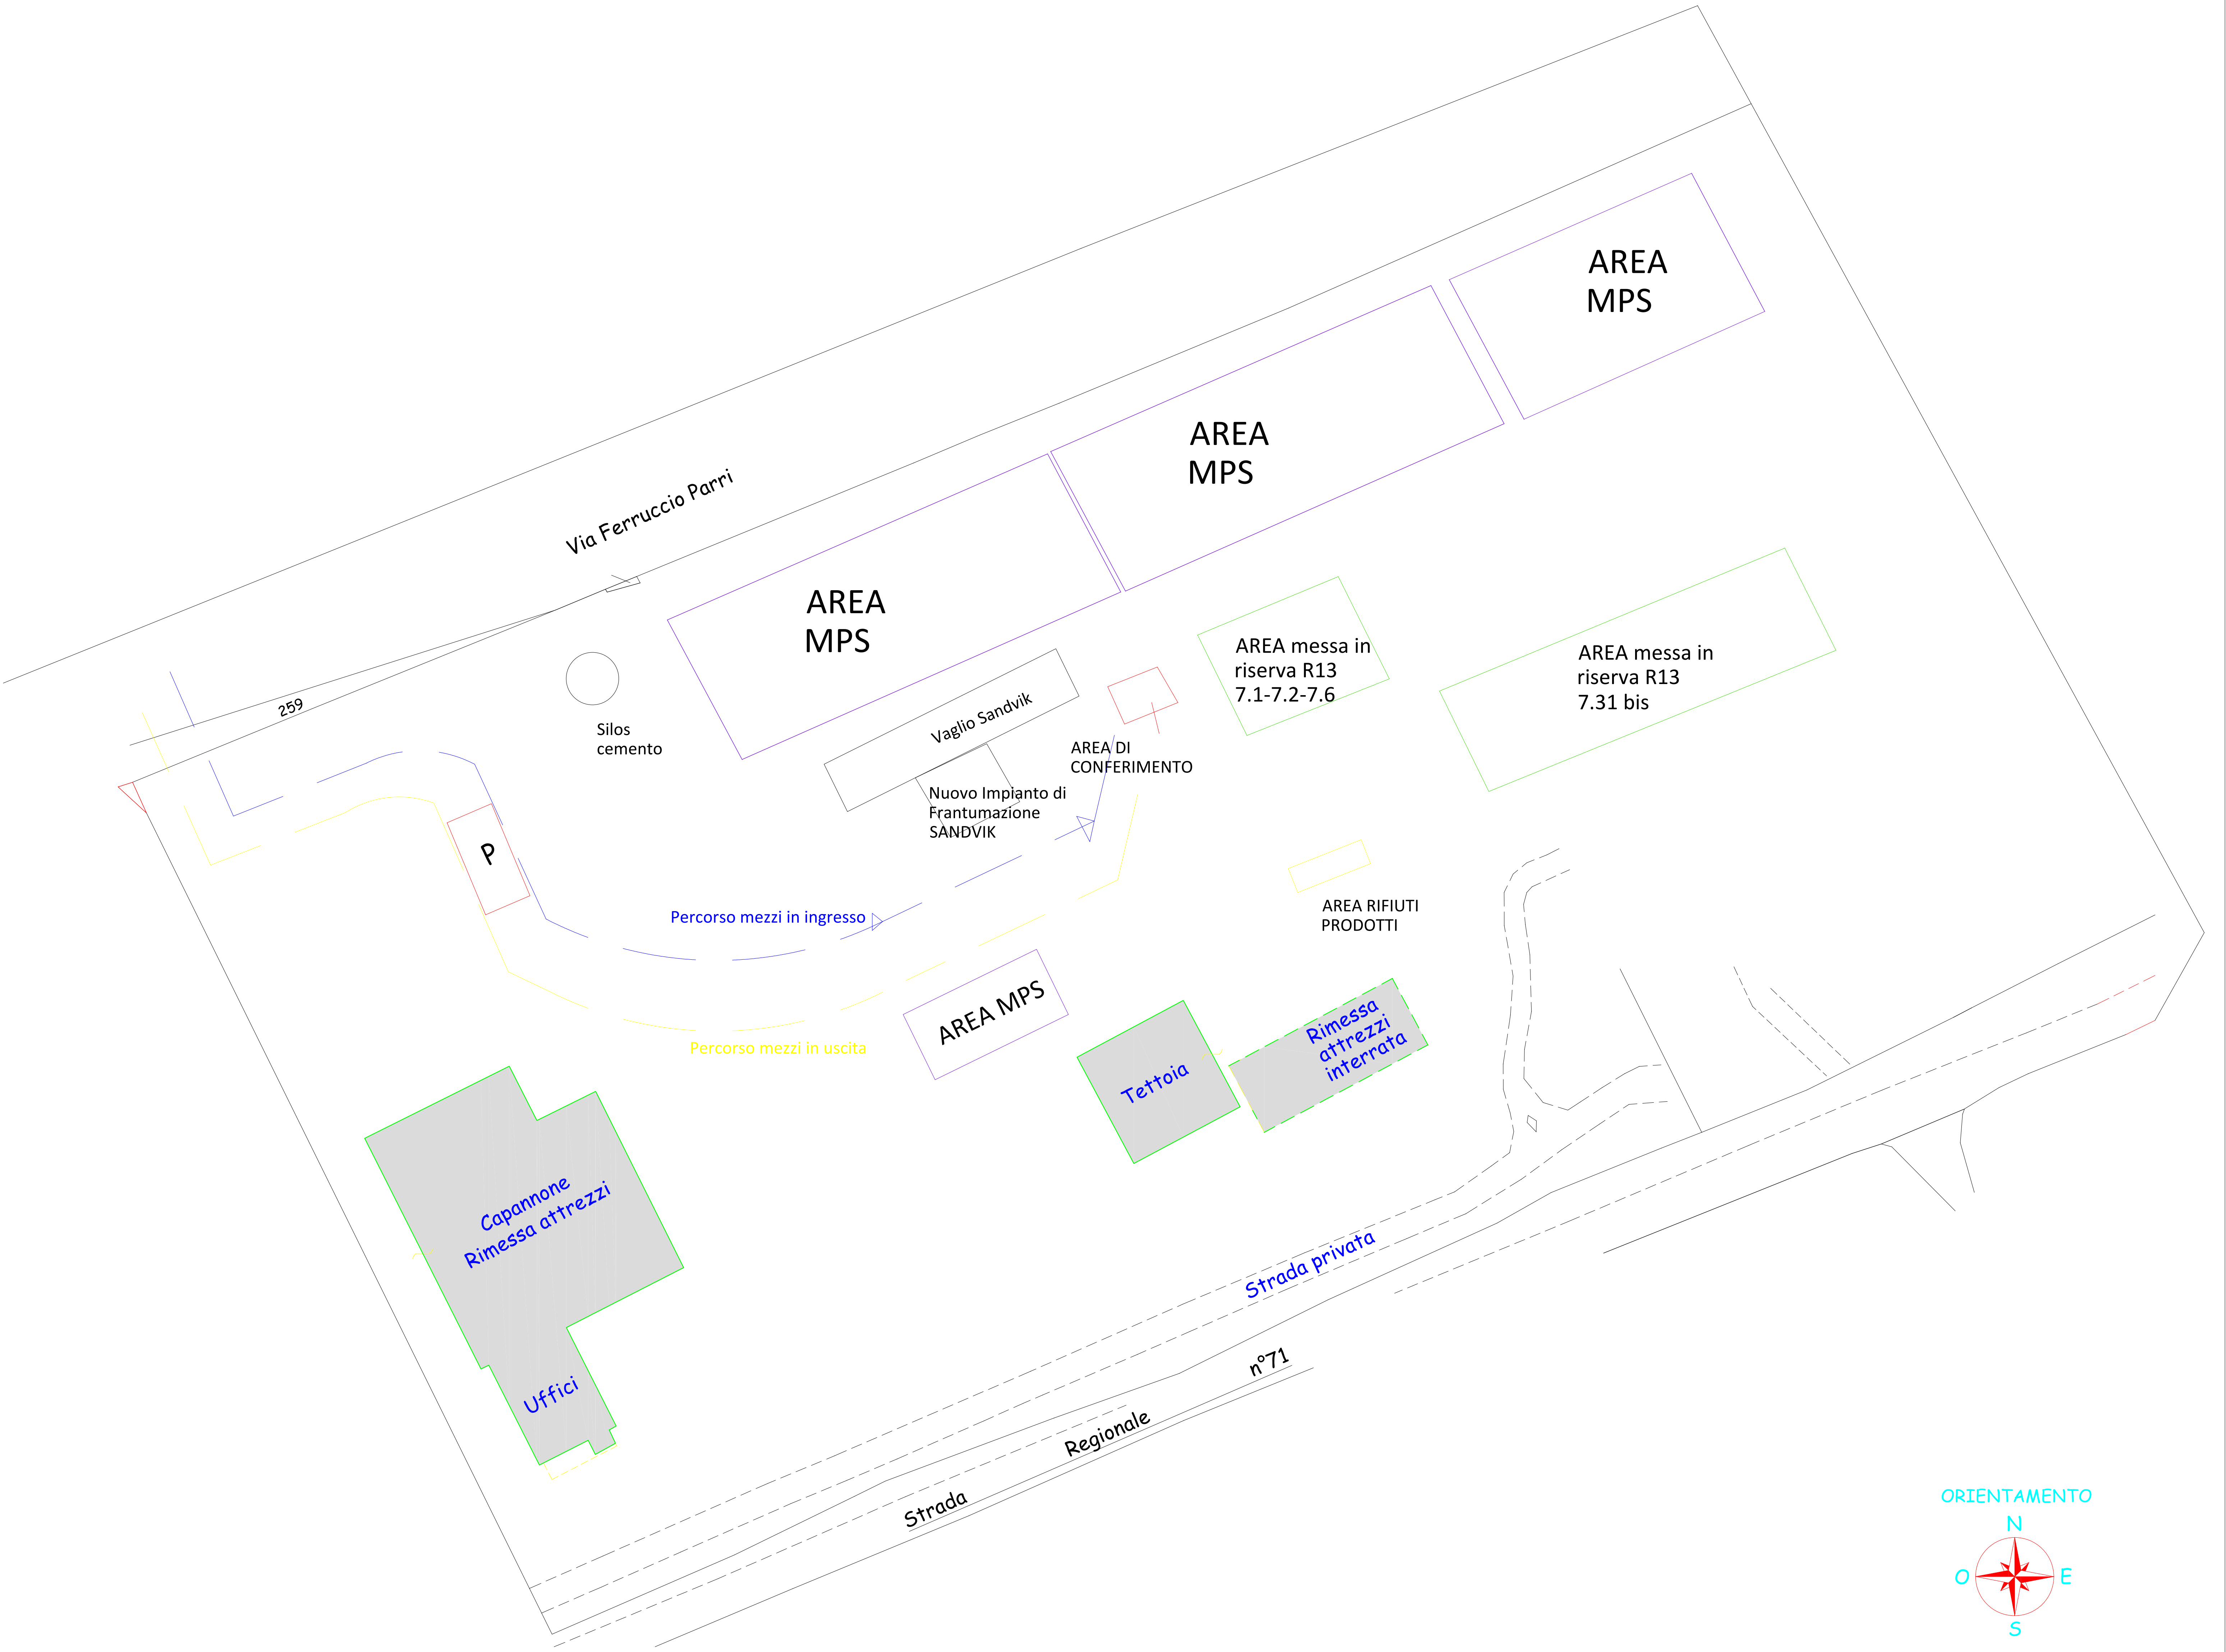 AREA
MPS
AREA
MPS
Via Ferruccio Parri
AREA
MPS
AREA messa in
riserva R13
7.1-7.2-7.6
AREA messa in
riserva R13
7.31 bis
259
Silos
cemento
Vaglio Sandvik
AREA DI
CONFERIMENTO
Nuovo Impianto di
Frantumazione
SANDVIK
P
Percorso mezzi in ingresso
AREA RIFIUTI
PRODOTTI
AREA MPS
Percorso mezzi in uscita
Tettoia
Rimessa
attrezzi
interrata
Capannone
Rimessa attrezzi
Uffici
Strada privata
Strada Regionale n°71
ORIENTAMENTO
N
O E
S